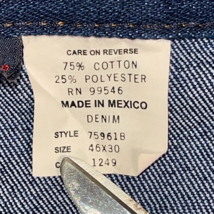 CARE ON REVERSE
75% COTTON
25% POLYESTER
RN 99546
MADE IN MEXICO
DENIM
STYLE 75961B
SIZE 46X30
C 1249